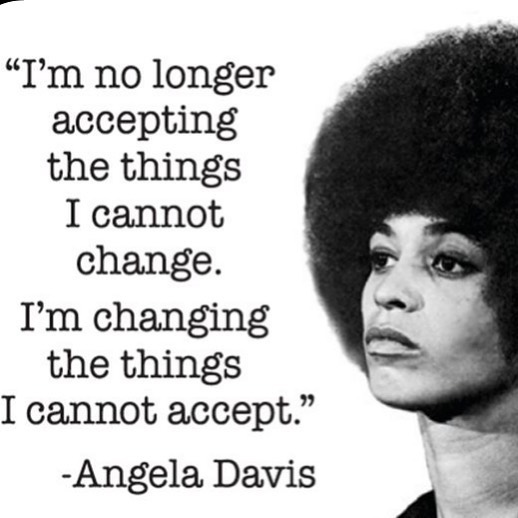 “I’m no longer
accepting
the things
I cannot
change.
I’m changing
the things
I cannot accept.”
-Angela Davis